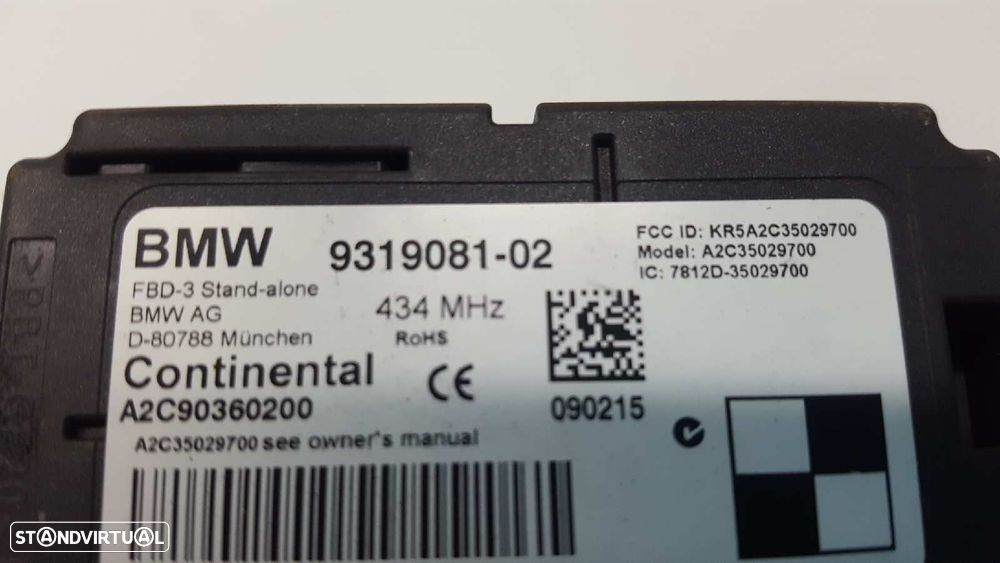 BMW 9319081-02
FBD-3 Stand-alone
BMW AG
D-80788 München
434 MHz
RoHS
FCC ID: KR5A2C35029700
Model: A2C35029700
IC: 7812D-35029700
Continental
CE
A2C90360200
090215
A2C35029700 see owner's manual
STANDVIRTUAL